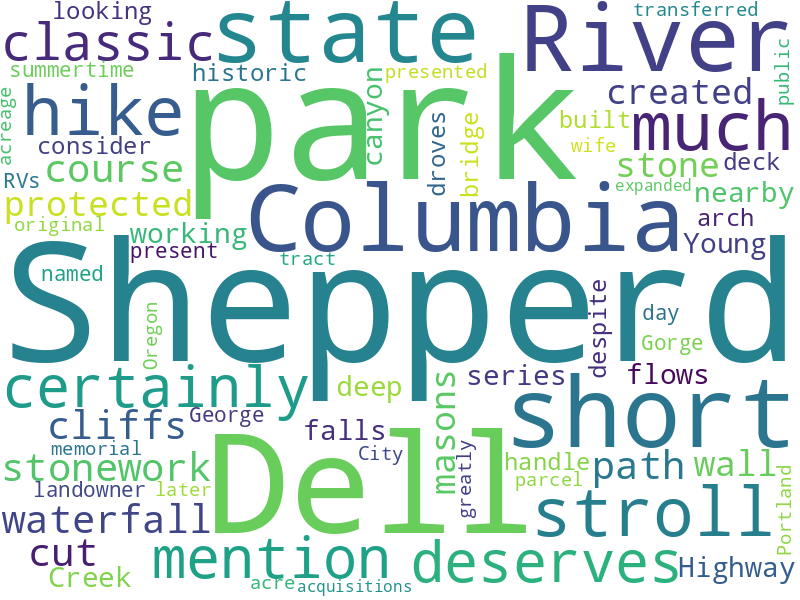 looking
transferred
classic
state
River
summertime
historic
presented
public
acreage
hike
park
canyon
created
much
consider
droves
bridge
built
wife
RVs
course
stone
deck
protected
Columbia
expanded
nearby
original
working
arch
Young
present
tract
named
Shepperd
Oregon
despite
day
Gorge
certainly
deep
series
flows
short
cliffs
George
masons
memorial
falls
City
greatly
stonework
Dell
handle
path
wall
landowner
later
parcel
Portland
waterfall
stroll
cut
mention
deserves
Highway
Creek
acre
acquisitions